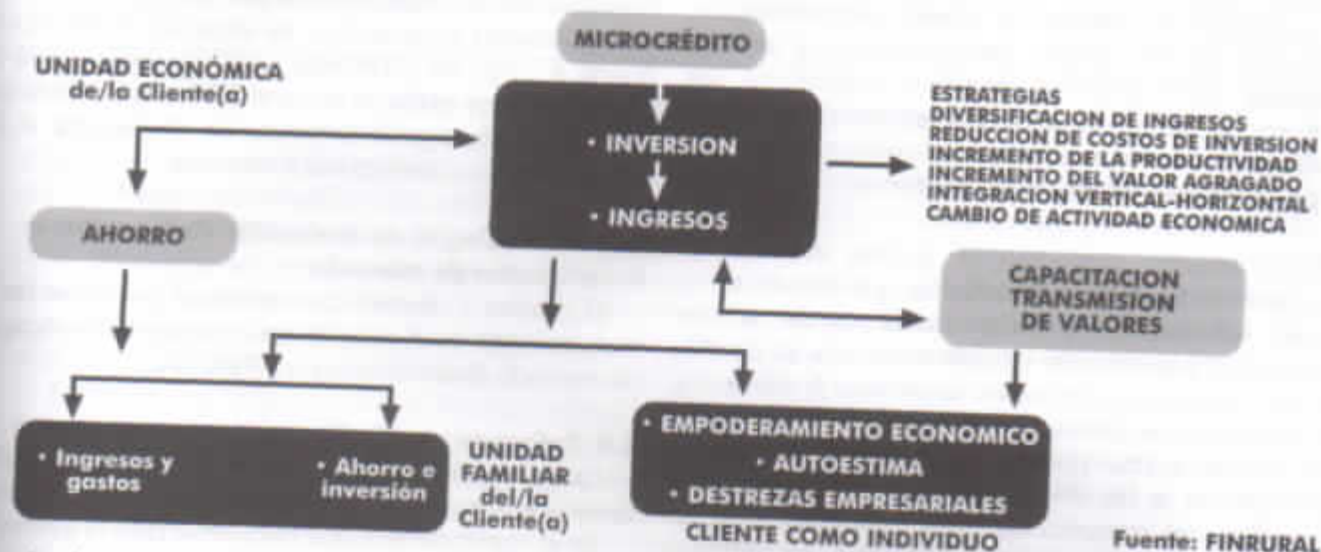 MICROCRÉDITO
UNIDAD ECONÓMICA
de/la Cliente(a)
• INVERSION
• INGRESOS
ESTRATEGIAS
DIVERSIFICACION DE INGRESOS
REDUCCION DE COSTOS DE INVERSION
INCREMENTO DE LA PRODUCTIVIDAD
INCREMENTO DEL VALOR AGRAGADO
INTEGRACION VERTICAL-HORIZONTAL
CAMBIO DE ACTIVIDAD ECONOMICA
AHORRO
CAPACITACION
TRANSMISION
DE VALORES
• Ingresos y
gastos
• Ahorro e
inversión
UNIDAD
FAMILIAR
del/la
Cliente(a)
• EMPODERAMIENTO ECONOMICO
• AUTOESTIMA
• DESTREZAS EMPRESARIALES
CLIENTE COMO INDIVIDUO
Fuente: FINRURAL